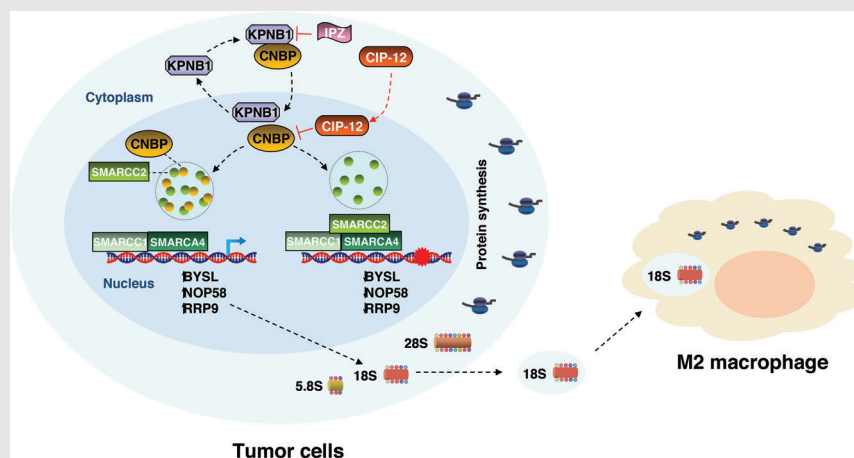 KPNB1
IPZ
CNBP
CIP-12
KPNB1
Cytoplasm
KPNB1
CNBP
CIP-12
CNBP
SMARCC2
SMARCC2
SMARCC1
SMARCA4
SMARCC1
SMARCA4
Nucleus
BYSL
NOP58
RRP9
BYSL
NOP58
RRP9
Protein synthesis
28S
18S
5.8S
18S
18S
M2 macrophage
Tumor cells